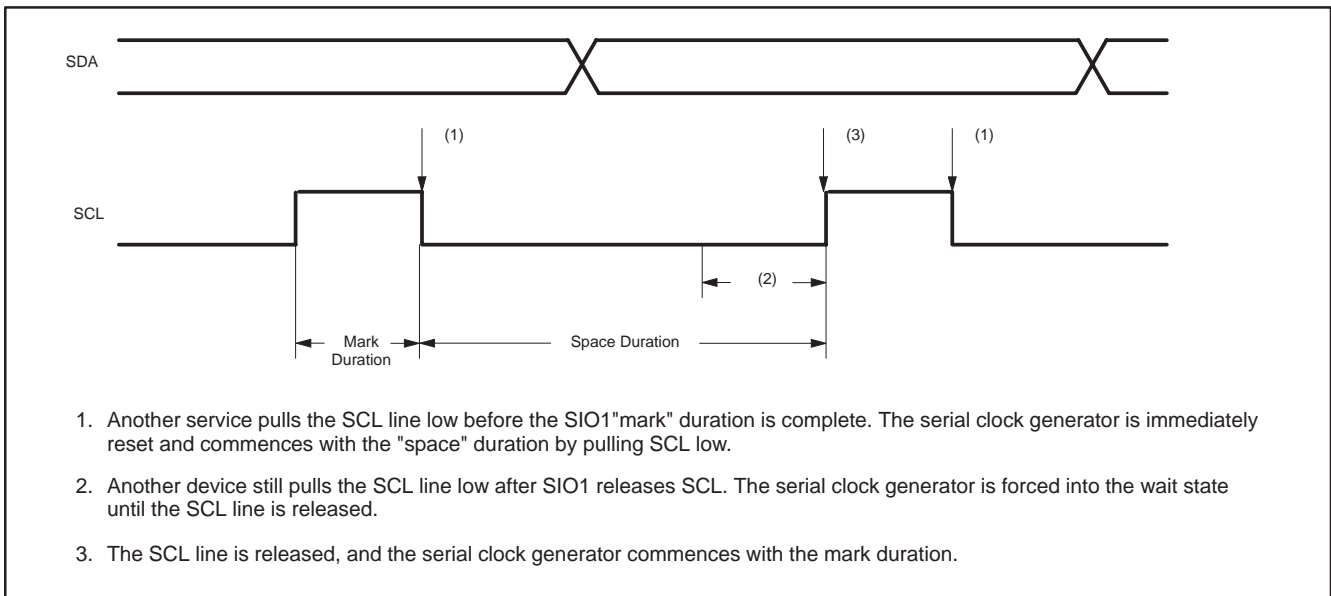 SDA
(1)
(3)
(1)
SCL
(2)
Mark
Duration
Space Duration
1. Another service pulls the SCL line low before the SIO1"mark" duration is complete. The serial clock generator is immediately
reset and commences with the "space" duration by pulling SCL low.
2. Another device still pulls the SCL line low after SIO1 releases SCL. The serial clock generator is forced into the wait state
until the SCL line is released.
3. The SCL line is released, and the serial clock generator commences with the mark duration.